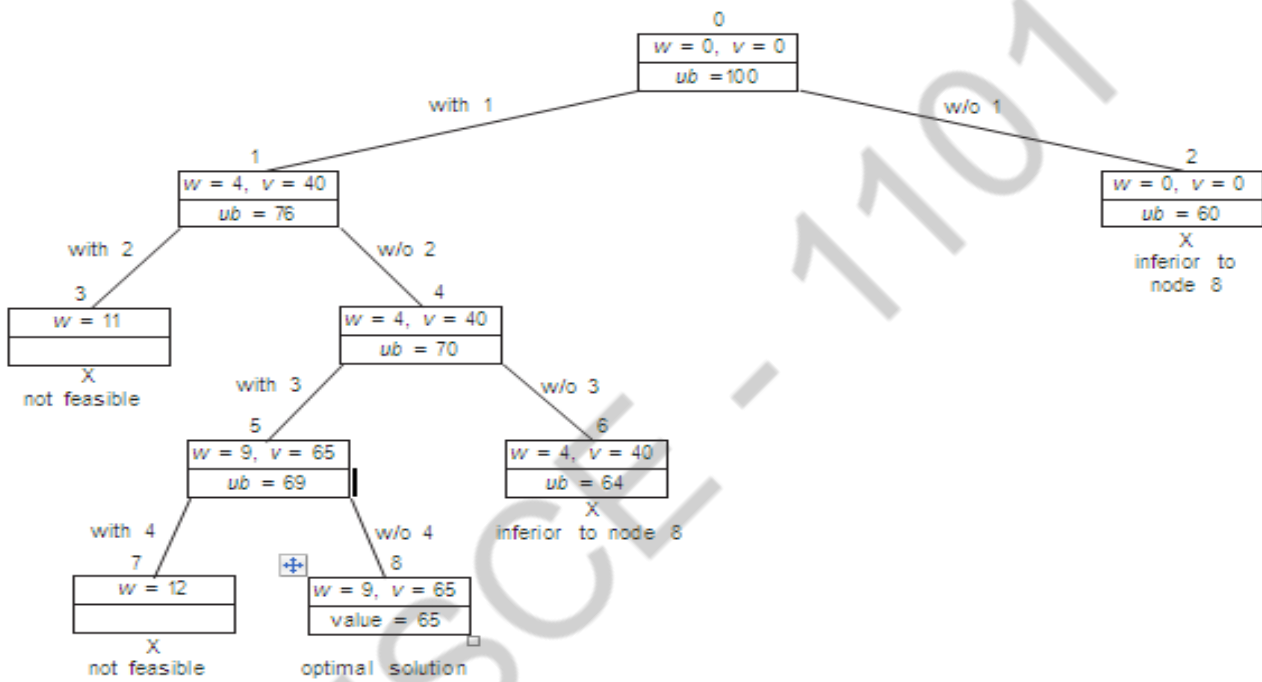 0
w = 0, v = 0
ub =100
with 1
w/o 1
1
w = 4, v = 40
ub = 76
2
w = 0, v = 0
ub = 60
X
inferior to
node 8
with 2
w/o 2
3
w = 11
X
not feasible
4
w = 4, v = 40
ub = 70
with 3
w/o 3
5
w = 9, v = 65
ub = 69
6
w = 4, v = 40
ub = 64
X
inferior to node 8
with 4
w/o 4
7
w = 12
X
not feasible
8
w = 9, v = 65
value = 65
optimal solution
SCE - 1101